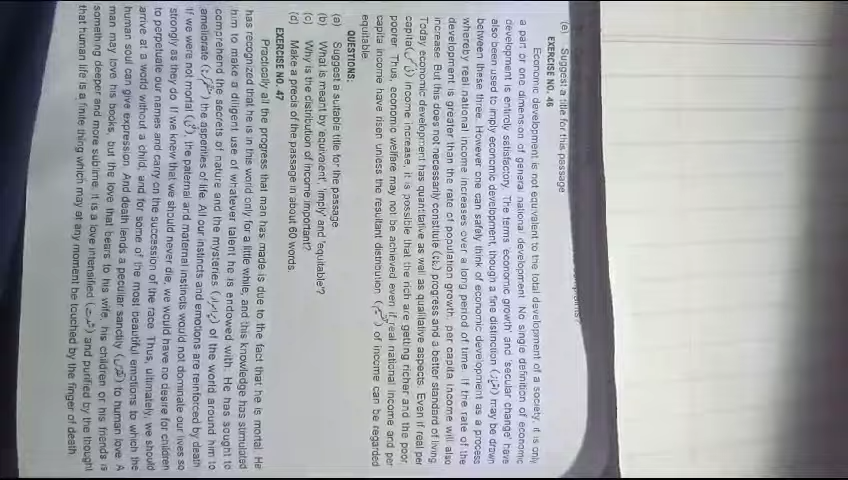 (e) Suggest a title for this passage
EXERCISE NO. 46
Economic development is not equivalent to the total development of a society, it is only
a part or one dimension of general national development. No single definition of economic
development is entirely satisfactory. The terms 'economic growth and 'secular change' have
also been used to imply economic development, though a fine distinction (امتیاز) may be drawn
between these three. However one can safely think of economic development as a process
whereby real national income increases over a long period of time. If the rate of the
development is greater than the rate of population growth, per capita income will also
increase. But this does not necessarily constitute progress and a better standard of living.
Today economic development has quantitative as well as qualitative aspects. Even if real per
capita income increase, it is possible that the rich are getting richer and the poor,
poorer. Thus, economic welfare may not be achieved even if real national income and per
capita income have risen unless the resultant distribution (تقسیم) of income can be regarded
equitable.
QUESTIONS:
(a) Suggest a suitable title for the passage.
(b) What is meant by 'equivalent', 'imply' and 'equitable'?
(c) Why is the distribution of income important?
(d) Make a precis of the passage in about 60 words.
EXERCISE NO. 47
Practically all the progress that man has made is due to the fact that he is mortal. He
has recognized that he is in the world only for a little while, and this knowledge has stimulated
him to make a diligent use of whatever talent he is endowed with. He has sought to
comprehend the secrets of nature and the mysteries of the world around him to
ameliorate the asperities of life. All our instincts and emotions are reinforced by death
If we were not mortal (فانی), the paternal and maternal instincts would not dominate our lives so
strongly as they do. If we knew that we should never die, we would have no desire for children
to perpetuate our names and carry on the succession of the race. Thus, ultimately, we should
arrive at a world without a child, and for some of the most beautiful emotions to which the
human soul can give expression. And death lends a peculiar sanctity (تقدس) to human love. A
man may love his books, but the love that bears to his wife, his children or his friends is
something deeper and more sublime. It is a love intensified and purified by the thought
that human life is a finite thing which may at any moment be touched by the finger of death.